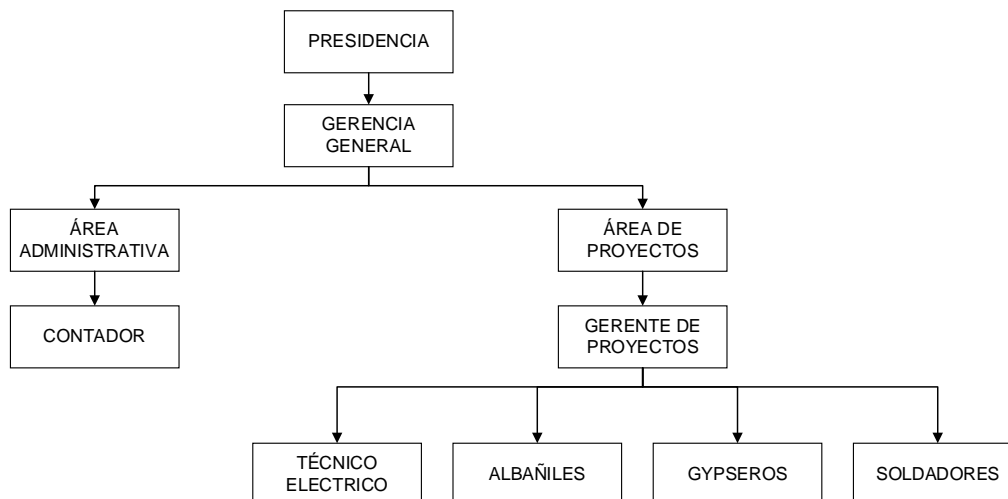 PRESIDENCIA
GERENCIA
GENERAL
ÁREA
ADMINISTRATIVA
ÁREA DE
PROYECTOS
CONTADOR
GERENTE DE
PROYECTOS
TÉCNICO
ELECTRICO
ALBAÑILES
GYPSEROS
SOLDADORES